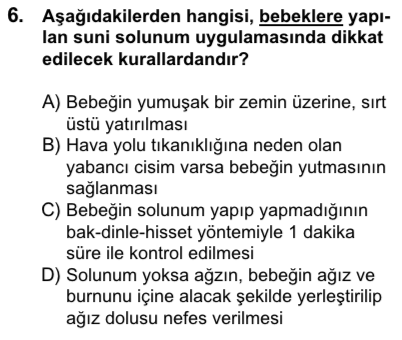 6. Aşağıdakilerden hangisi, bebeklere yapı-
lan suni solunum uygulamasında dikkat
edilecek kurallardandır?
A) Bebeğin yumuşak bir zemin üzerine, sırt
üstü yatırılması
B) Hava yolu tıkanıklığına neden olan
yabancı cisim varsa bebeğin yutmasının
sağlanması
C) Bebeğin solunum yapıp yapmadığının
bak-dinle-hisset yöntemiyle 1 dakika
süre ile kontrol edilmesi
D) Solunum yoksa ağzın, bebeğin ağız ve
burnunu içine alacak şekilde yerleştirilip
ağız dolusu nefes verilmesi